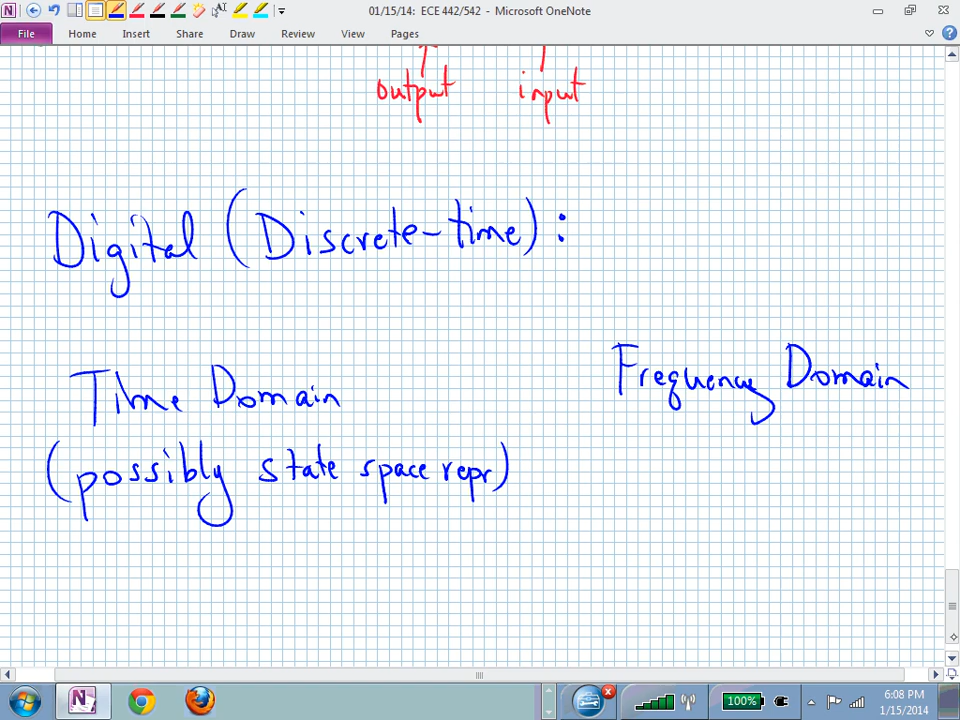 01/15/14: ECE 442/542 - Microsoft OneNote
File Home Insert Share Draw Review View Pages
output input
Digital (Discrete-time):
Time Domain Frequency Domain
(possibly state space repr)
100% 6:08 PM
1/15/2014